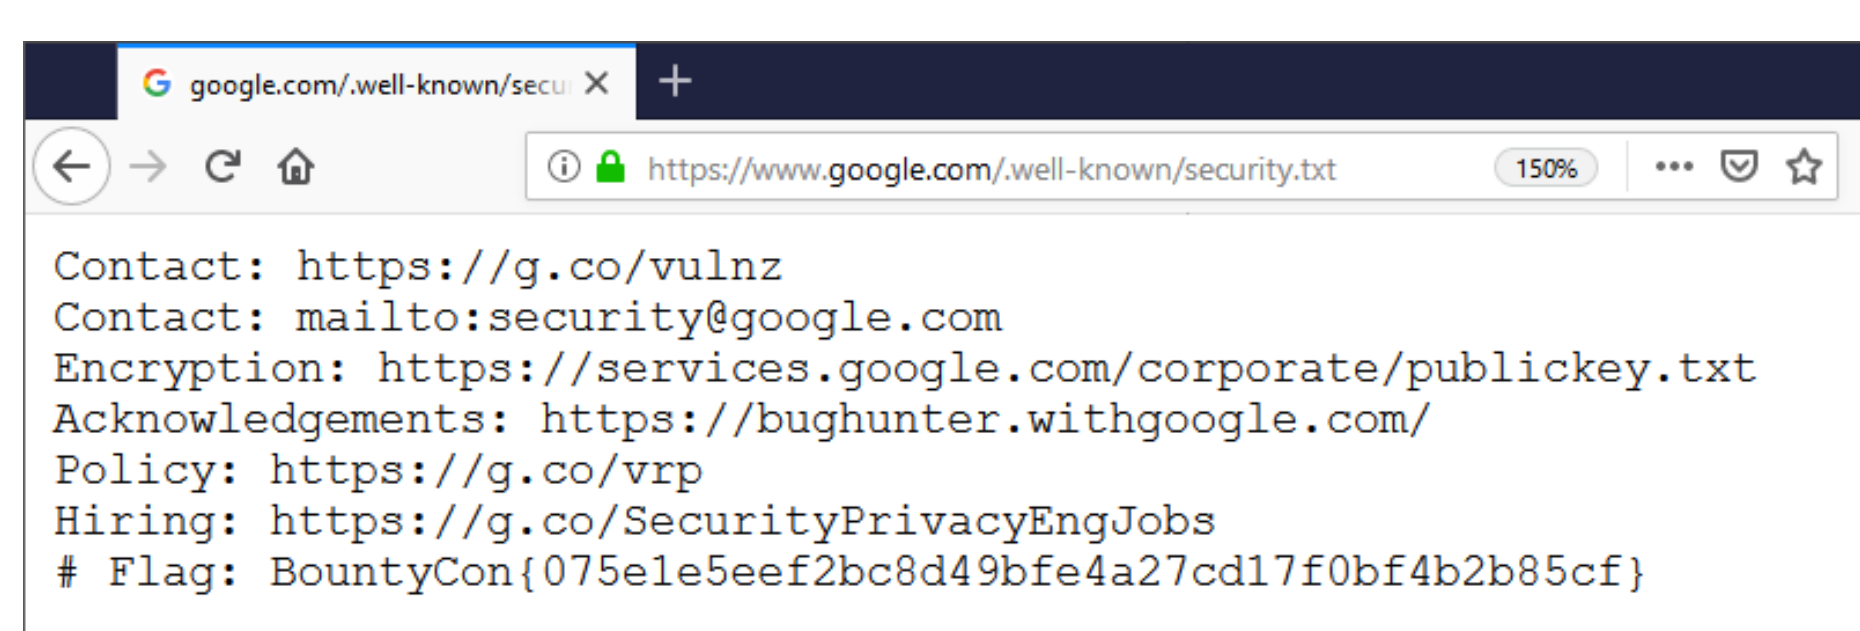 google.com/.well-known/secu
https://www.google.com/.well-known/security.txt
150%
Contact: https://g.co/vulnz
Contact: mailto:security@google.com
Encryption: https://services.google.com/corporate/publickey.txt
Acknowledgements: https://bughunter.withgoogle.com/
Policy: https://g.co/vrp
Hiring: https://g.co/SecurityPrivacyEngJobs
# Flag: BountyCon{075e1e5eef2bc8d49bfe4a27cd17f0bf4b2b85cf}